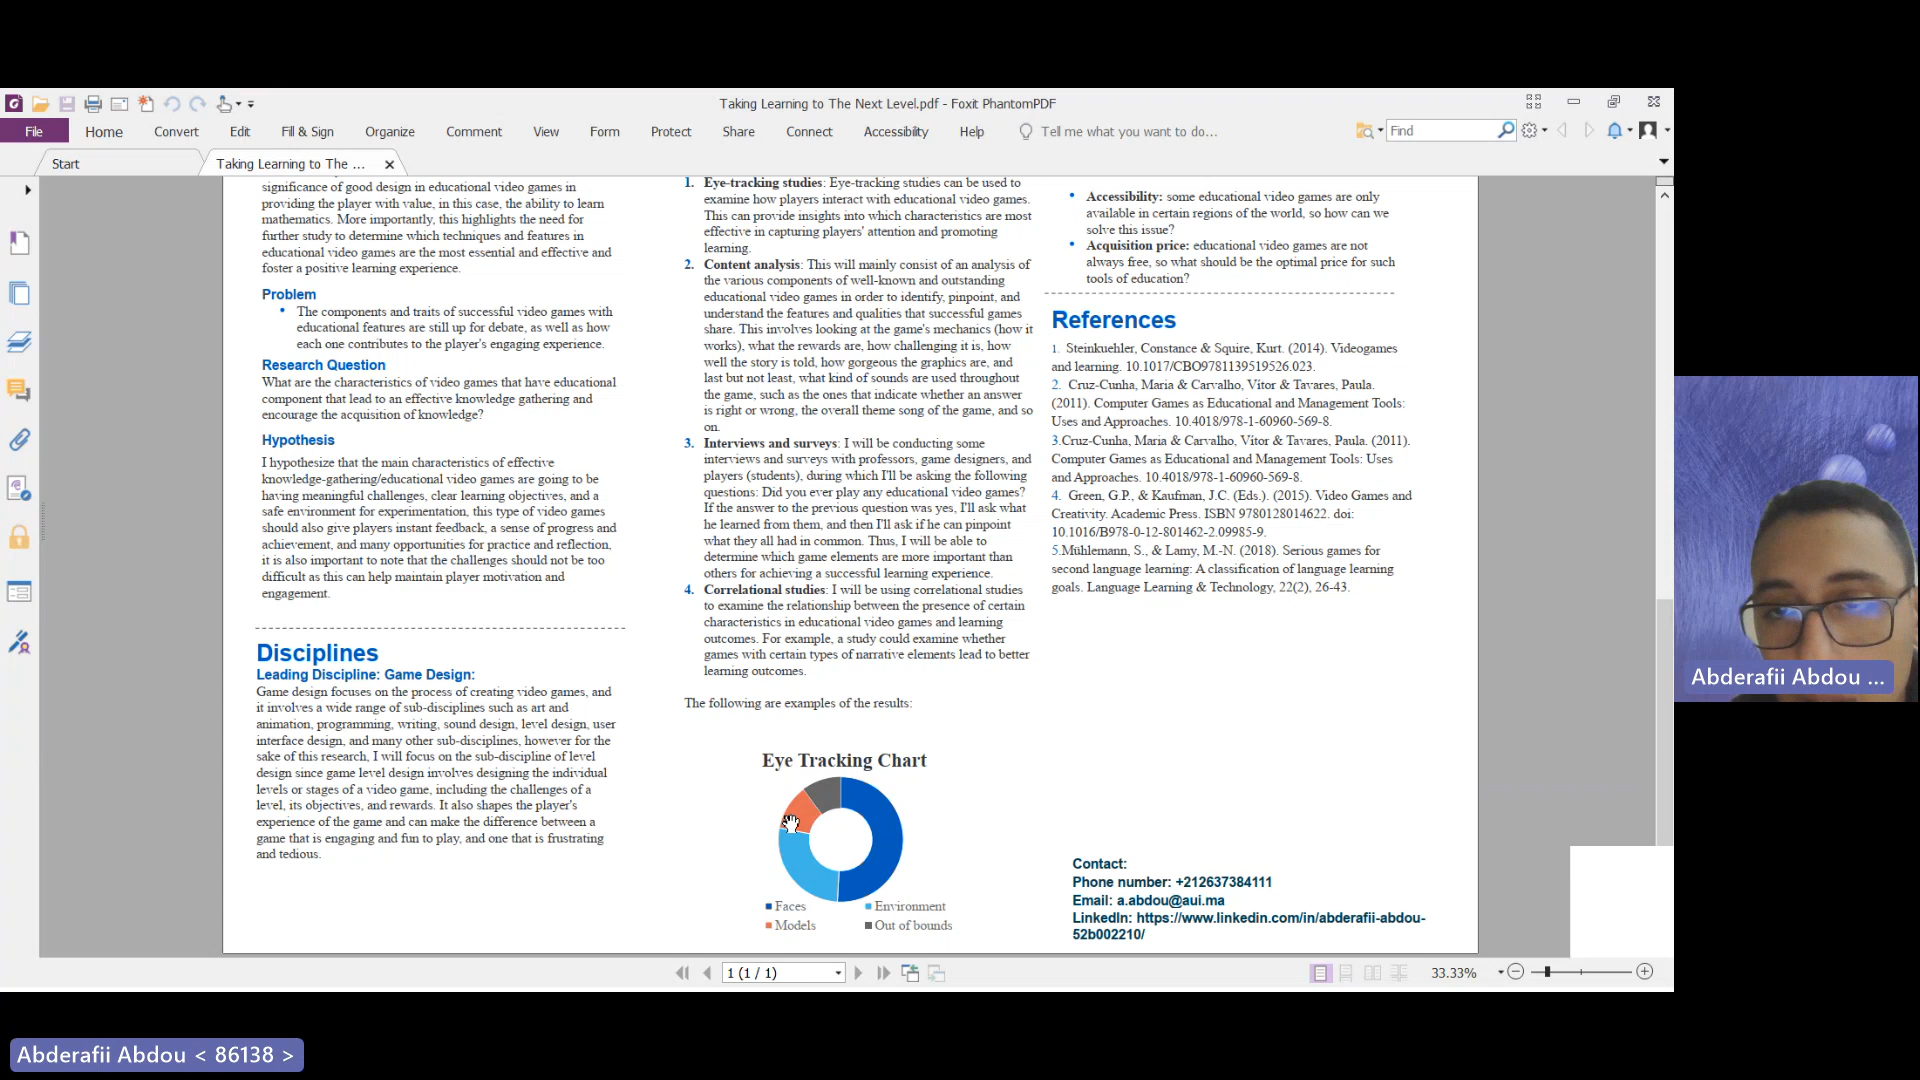 Taking Learning to The Next Level.pdf - Foxit PhantomPDF
File
Home
Convert
Edit
Fill & Sign
Organize
Comment
View
Form
Protect
Share
Connect
Accessibility
Help
Tell me what you want to do...
Find
Start
Taking Learning to The ...
significance of good design in educational video games in
providing the player with value, in this case, the ability to learn
mathematics. More importantly, this highlights the need for
further study to determine which techniques and features in
educational video games are the most essential and effective and
foster a positive learning experience.
Problem
• The components and traits of successful video games with
educational features are still up for debate, as well as how
each one contributes to the player's engaging experience.
Research Question
What are the characteristics of video games that have educational
component that lead to an effective knowledge gathering and
encourage the acquisition of knowledge?
Hypothesis
I hypothesize that the main characteristics of effective
knowledge-gathering/educational video games are going to be
having meaningful challenges, clear learning objectives, and a
safe environment for experimentation, this type of video games
should also give players instant feedback, a sense of progress and
achievement, and many opportunities for practice and reflection,
it is also important to note that the challenges should not be too
difficult as this can help maintain player motivation and
engagement.
Disciplines
Leading Discipline: Game Design:
Game design focuses on the process of creating video games, and
it involves a wide range of sub-disciplines such as art and
animation, programming, writing, sound design, level design, user
interface design, and many other sub-disciplines, however for the
sake of this research, I will focus on the sub-discipline of level
design since game level design involves designing the individual
levels or stages of a video game, including the challenges of a
level, its objectives, and rewards. It also shapes the player's
experience of the game and can make the difference between a
game that is engaging and fun to play, and one that is frustrating
and tedious.
1. Eye-tracking studies: Eye-tracking studies can be used to
examine how players interact with educational video games.
This can provide insights into which characteristics are most
effective in capturing players' attention and promoting
learning.
2. Content analysis: This will mainly consist of an analysis of
the various components of well-known and outstanding
educational video games in order to identify, pinpoint, and
understand the features and qualities that successful games
share. This involves looking at the game's mechanics (how it
works), what the rewards are, how challenging it is, how
well the story is told, how gorgeous the graphics are, and
last but not least, what kind of sounds are used throughout
the game, such as the ones that indicate whether an answer
is right or wrong, the overall theme song of the game, and so
on.
3. Interviews and surveys: I will be conducting some
interviews and surveys with professors, game designers, and
players (students), during which I'll be asking the following
questions: Did you ever play any educational video games?
If the answer to the previous question was yes, I'll ask what
he learned from them, and then I'll ask if he can pinpoint
what they all had in common. Thus, I will be able to
determine which game elements are more important than
others for achieving a successful learning experience.
4. Correlational studies: I will be using correlational studies
to examine the relationship between the presence of certain
characteristics in educational video games and learning
outcomes. For example, a study could examine whether
games with certain types of narrative elements lead to better
learning outcomes.
The following are examples of the results:
Eye Tracking Chart
Faces
Environment
Models
Out of bounds
• Accessibility: some educational video games are only
available in certain regions of the world, so how can we
solve this issue?
• Acquisition price: educational video games are not
always free, so what should be the optimal price for such
tools of education?
References
1. Steinkuehler, Constance & Squire, Kurt. (2014). Videogames
and learning. 10.1017/CBO9781139519526.023.
2. Cruz-Cunha, Maria & Carvalho, Vítor & Tavares, Paula.
(2011). Computer Games as Educational and Management Tools:
Uses and Approaches. 10.4018/978-1-60960-569-8.
3.Cruz-Cunha, Maria & Carvalho, Vítor & Tavares, Paula. (2011).
Computer Games as Educational and Management Tools: Uses
and Approaches. 10.4018/978-1-60960-569-8.
4. Green, G.P., & Kaufman, J.C. (Eds.). (2015). Video Games and
Creativity. Academic Press. ISBN 9780128014622. doi:
10.1016/B978-0-12-801462-2.09985-9.
5.Mühlemann, S., & Lamy, M.-N. (2018). Serious games for
second language learning: A classification of language learning
goals. Language Learning & Technology, 22(2), 26-43.
Contact:
Phone number: +212637384111
Email: a.abdou@aui.ma
LinkedIn: https://www.linkedin.com/in/abderafii-abdou-
52b002210/
1 (1 / 1)
33.33%
Abderafii Abdou ...
Abderafii Abdou < 86138 >